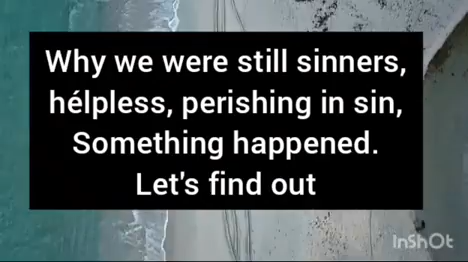 Why we were still sinners,
hélpless, perishing in sin,
Something happened.
Let's find out
InShOt